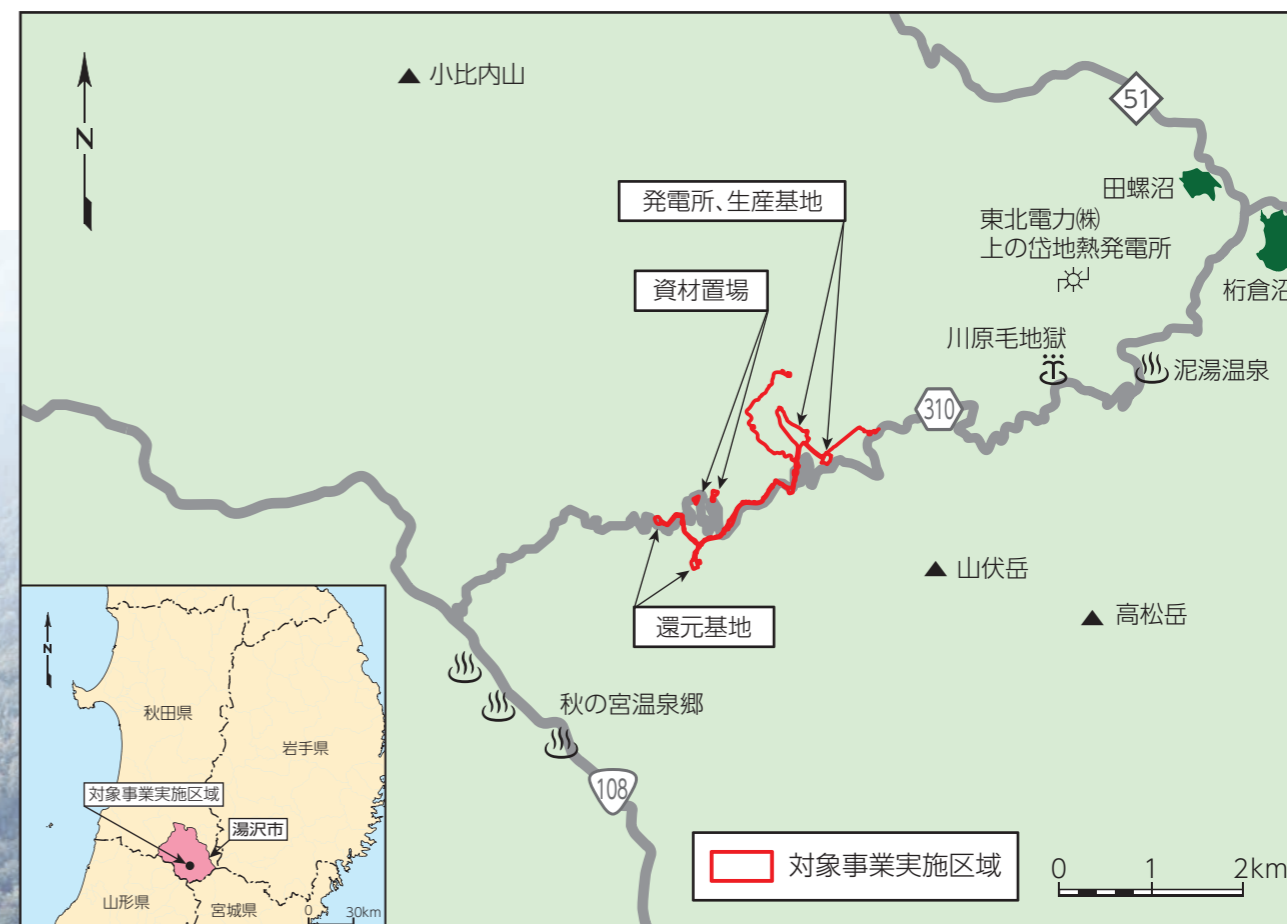 N
小比内山
51
田螺沼
発電所、生産基地
東北電力㈱
上の岱地熱発電所
桁倉沼
資材置場
川原毛地獄
泥湯温泉
310
山伏岳
高松岳
還元基地
秋の宮温泉郷
108
対象事業実施区域
0 1 2km
N
秋田県
岩手県
対象事業実施区域
湯沢市
山形県
宮城県
0 30km